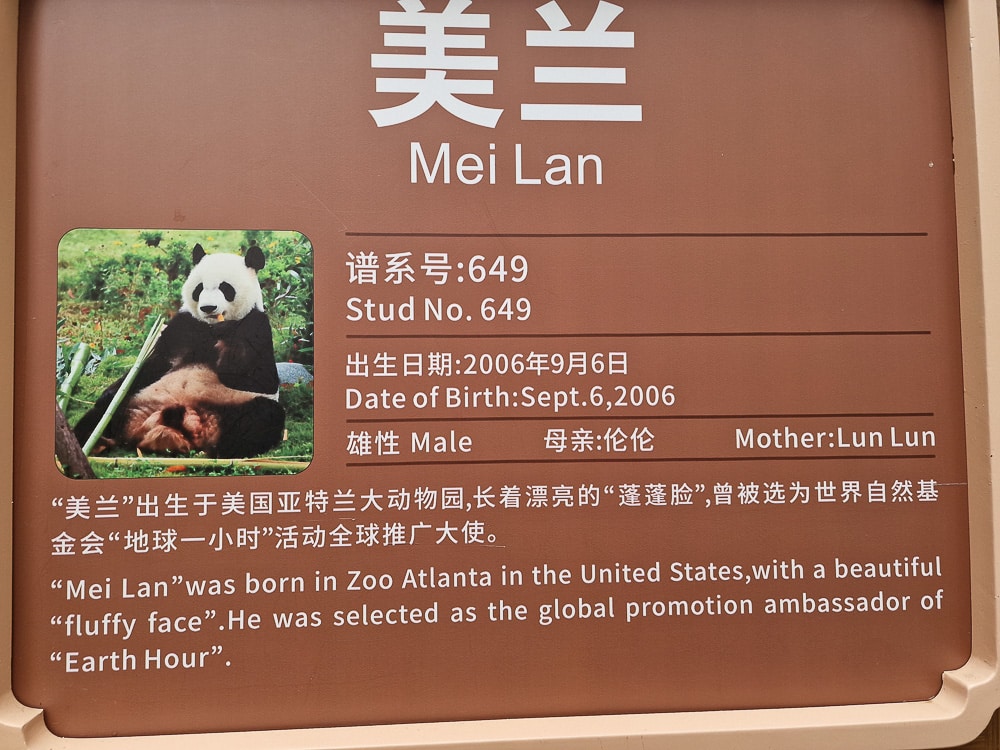 美兰
Mei Lan
谱系号:649
Stud No. 649
出生日期:2006年9月6日
Date of Birth:Sept.6,2006
雄性 Male 母亲:伦伦 Mother:Lun Lun
“美兰”出生于美国亚特兰大动物园,长着漂亮的“蓬蓬脸”,曾被选为世界自然基
金会“地球一小时”活动全球推广大使。
“Mei Lan”was born in Zoo Atlanta in the United States,with a beautiful
“fluffy face”.He was selected as the global promotion ambassador of
“Earth Hour”.